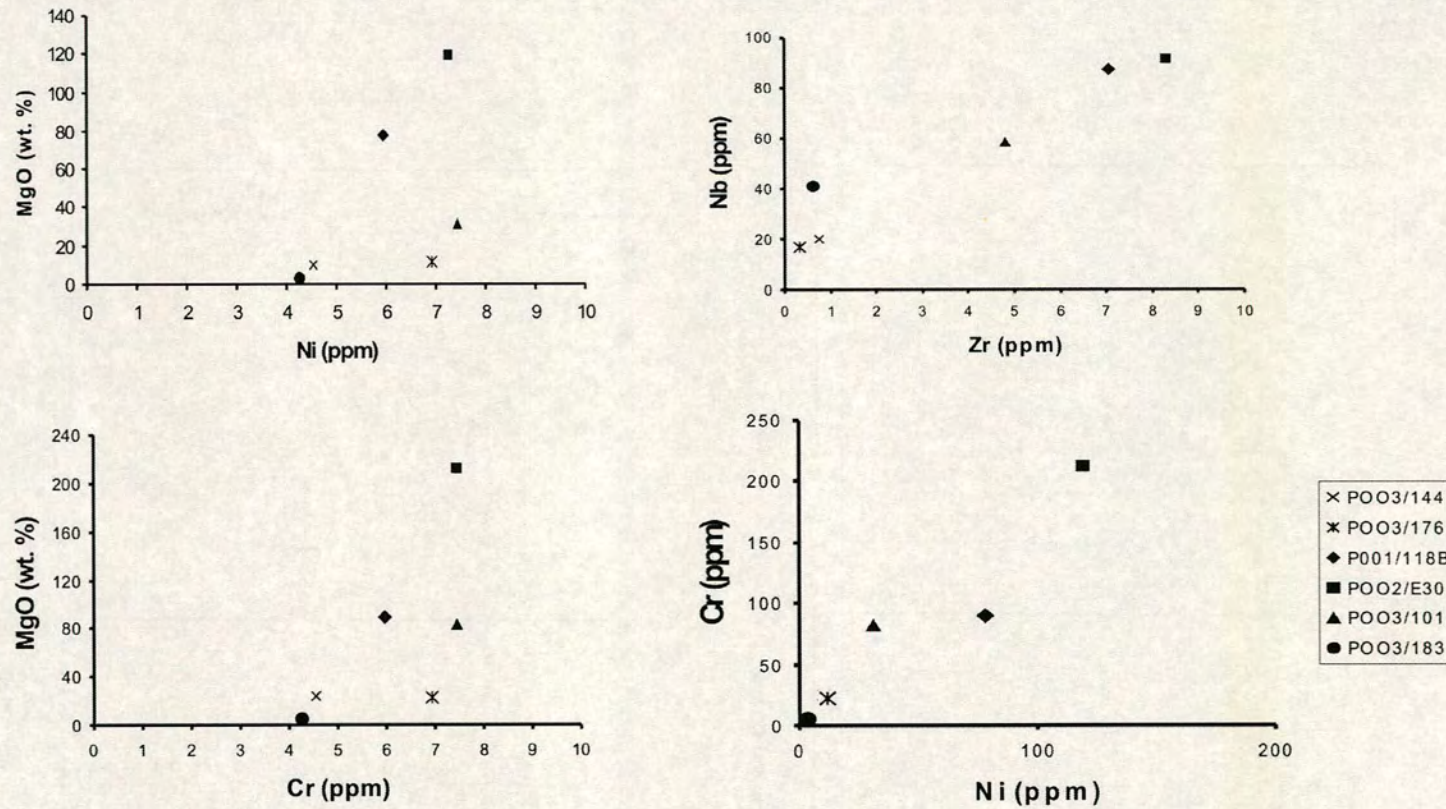 140
120
100
80
60
40
20
0
MgO (wt. %)
0 1 2 3 4 5 6 7 8 9 10
Ni (ppm)
100
80
60
40
20
0
Nb (ppm)
0 1 2 3 4 5 6 7 8 9 10
Zr (ppm)
240
200
160
120
80
40
0
MgO (wt. %)
0 1 2 3 4 5 6 7 8 9 10
Cr (ppm)
250
200
150
100
50
0
Cr (ppm)
0 100 200
Ni (ppm)
POO3/144
POO3/176
P001/118B
POO2/E30
POO3/101
POO3/183